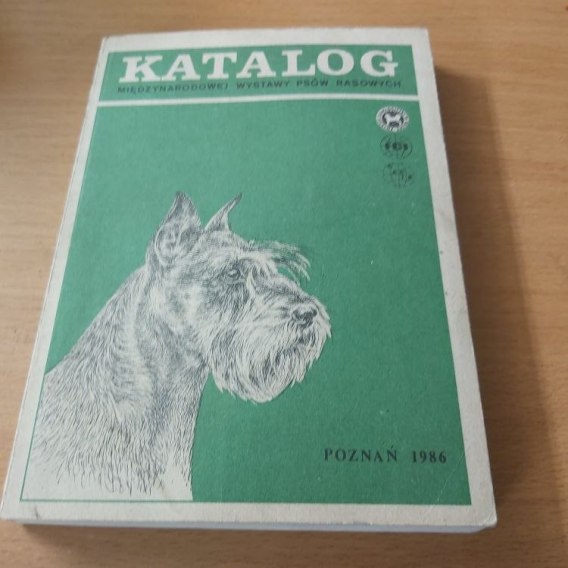 KATALOG
MIĘDZYNARODOWEJ WYSTAWY PSÓW RASOWYCH
POZNAŃ 1986